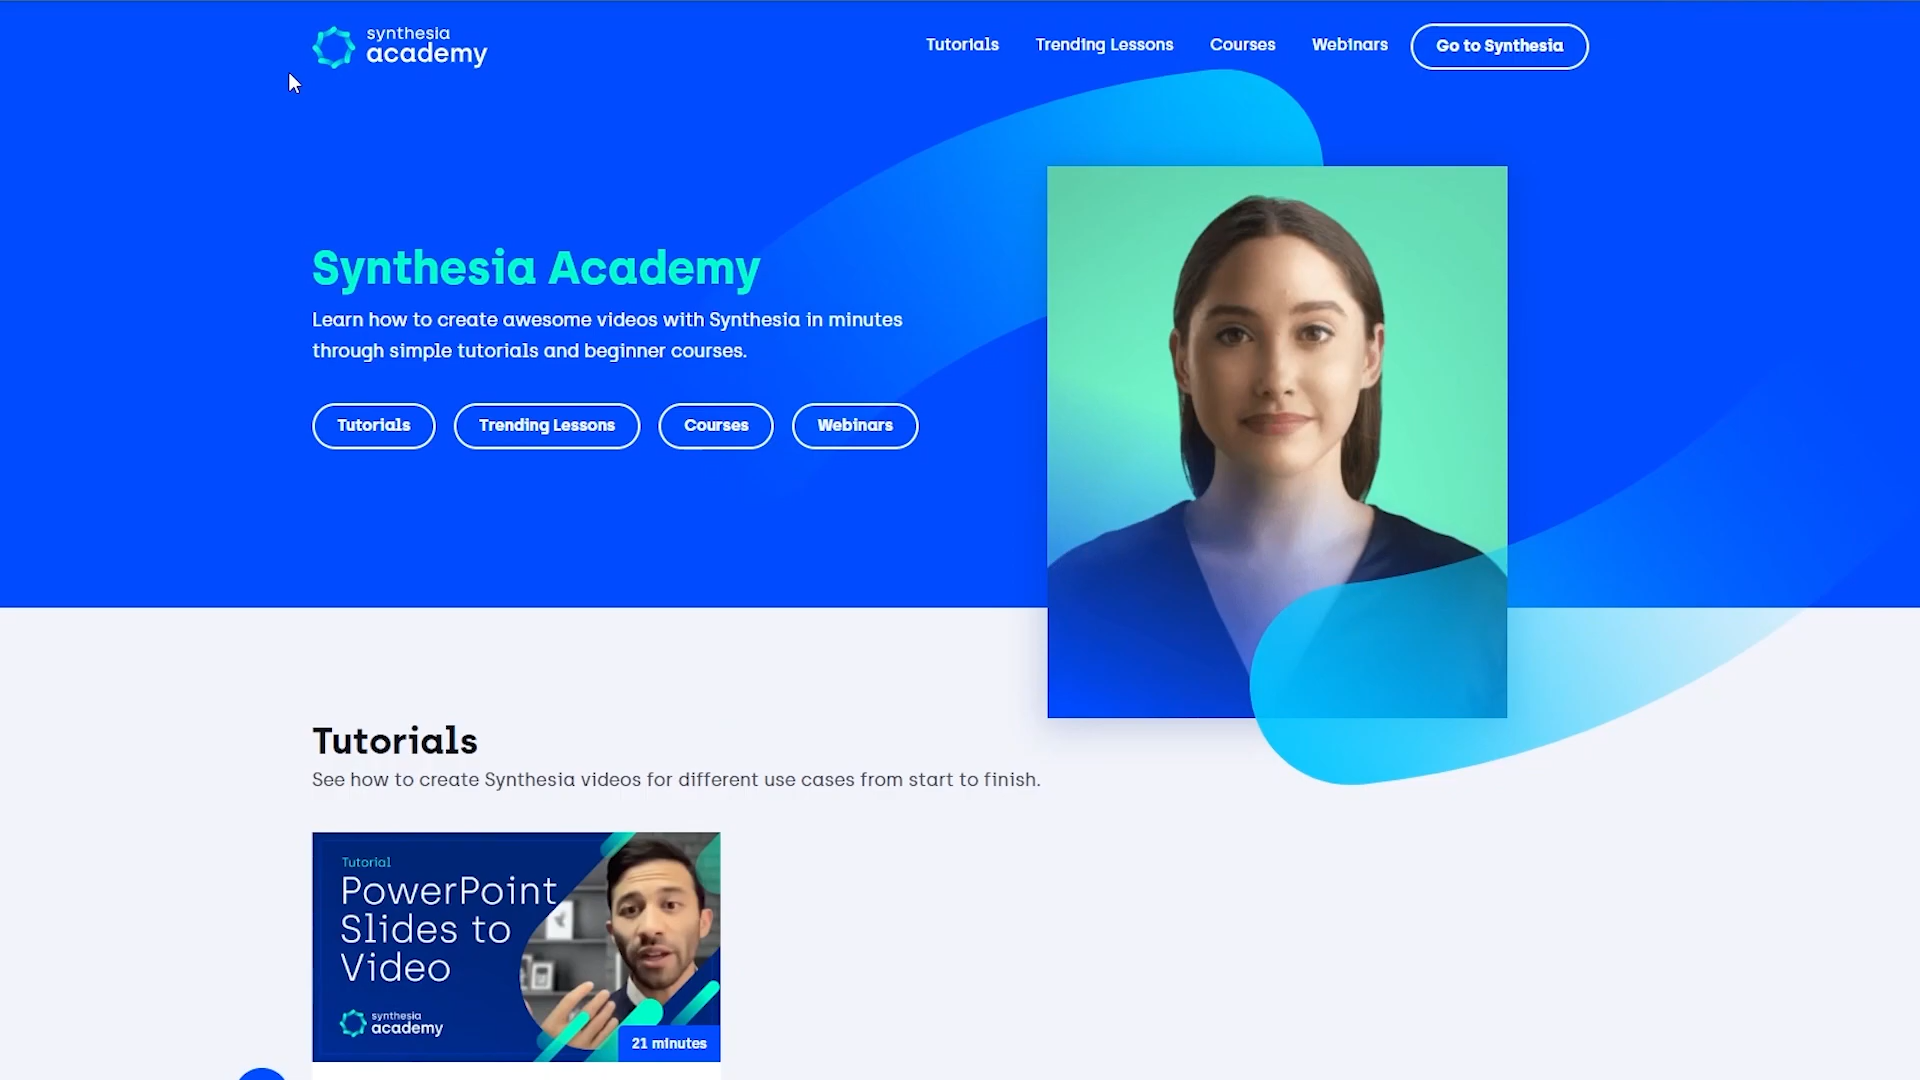 synthesia
academy
Tutorials
Trending Lessons
Courses
Webinars
Go to Synthesia
Synthesia Academy
Learn how to create awesome videos with Synthesia in minutes
through simple tutorials and beginner courses.
Tutorials
Trending Lessons
Courses
Webinars
Tutorials
See how to create Synthesia videos for different use cases from start to finish.
Tutorial
PowerPoint
Slides to
Video
synthesia
academy
21 minutes